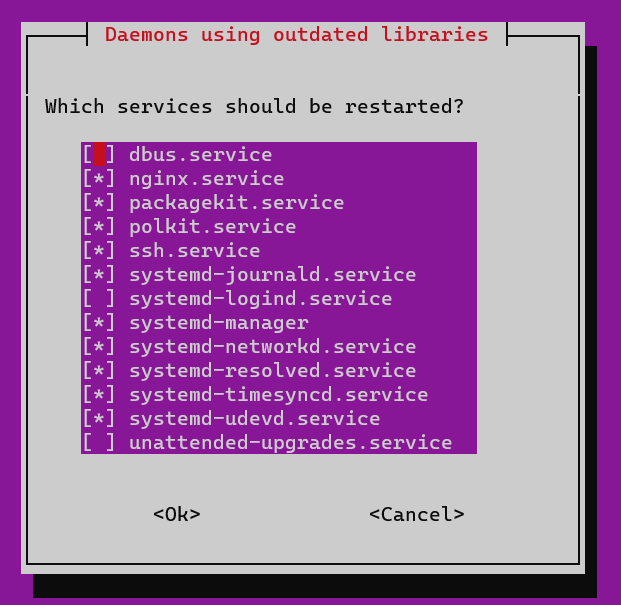 Daemons using outdated libraries
Which services should be restarted?
[ ] dbus.service
[*] nginx.service
[*] packagekit.service
[*] polkit.service
[*] ssh.service
[*] systemd-journald.service
[ ] systemd-logind.service
[*] systemd-manager
[*] systemd-networkd.service
[*] systemd-resolved.service
[*] systemd-timesyncd.service
[*] systemd-udevd.service
[ ] unattended-upgrades.service
<Ok> <Cancel>